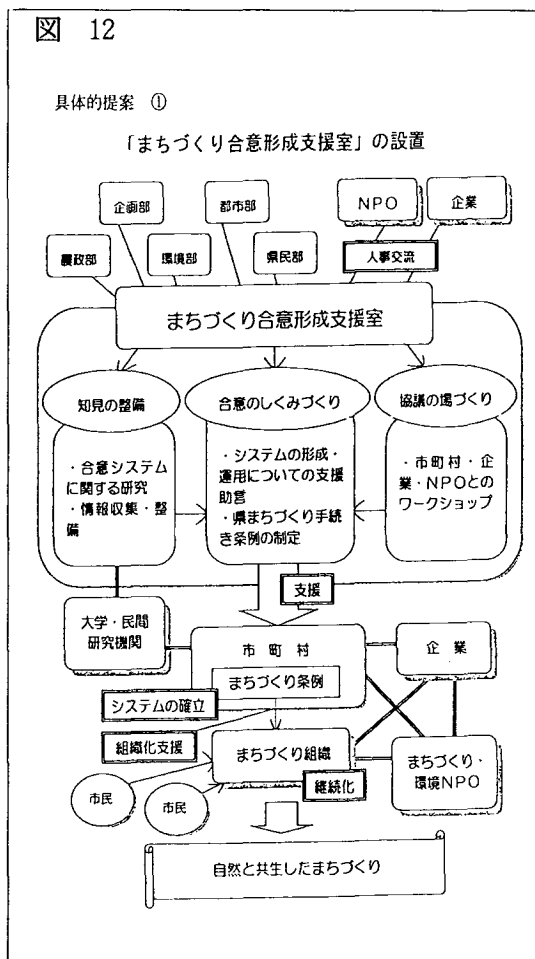 図 12
具体的提案 ①
「まちづくり合意形成支援室」の設置
企画部
都市部
NPO
企業
農政部
環境部
県民部
人事交流
まちづくり合意形成支援室
知見の整備
合意のしくみづくり
協議の場づくり
・合意システム
に関する研究
・情報収集・整
備
・システムの形成・
運用についての支援
助営
・県まちづくり手続
き条例の制定
・市町村・企
業・NPOとのワ
ークショップ
支援
大学・民間
研究機関
市 町 村
企 業
まちづくり条例
システムの確立
組織化支援
まちづくり組織
継続化
まちづくり・
環境NPO
市民
市民
自然と共生したまちづくり